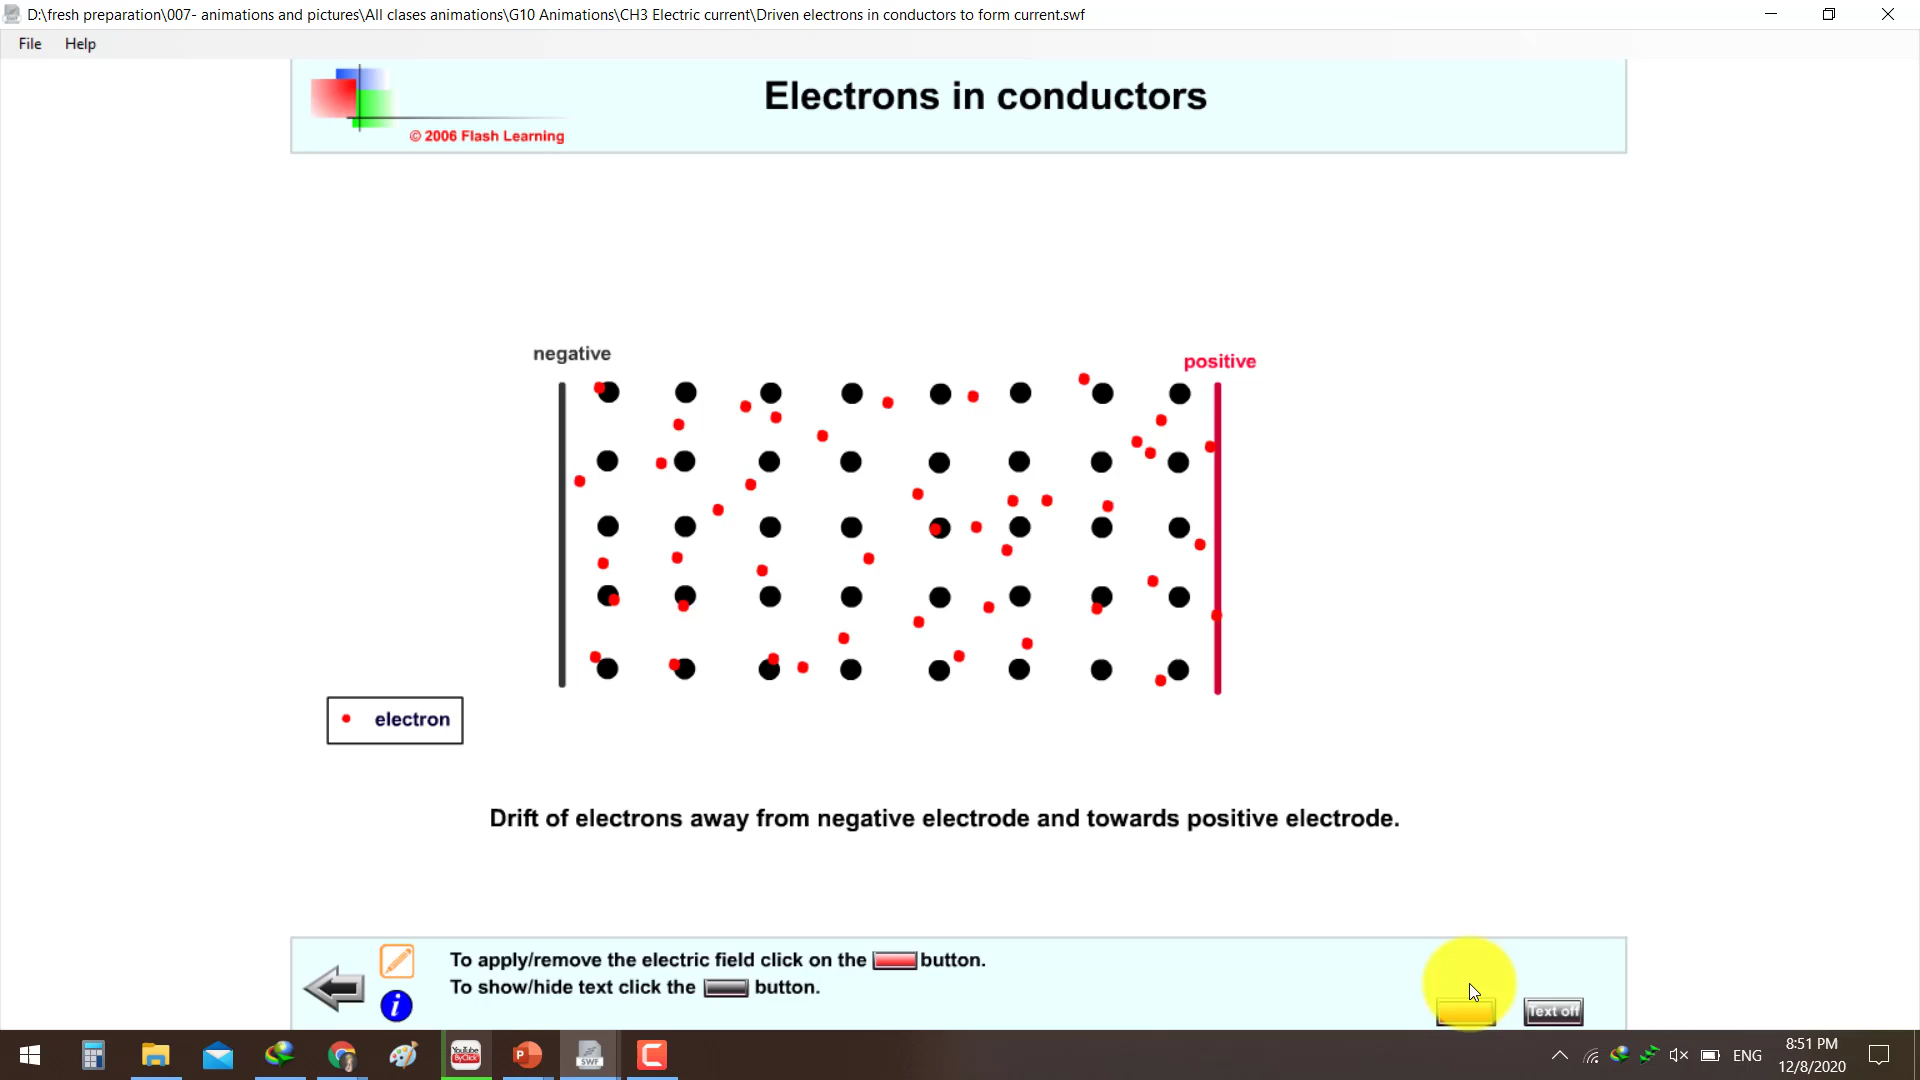 D:\fresh preparation\007- animations and pictures\All clases animations\G10 Animations\CH3 Electric current\Driven electrons in conductors to form current.swf
File Help
Electrons in conductors
© 2006 Flash Learning
negative
positive
electron
Drift of electrons away from negative electrode and towards positive electrode.
To apply/remove the electric field click on the button.
To show/hide text click the button.
i
Text off
YouTube
ByClick
P
SWF
C
ENG
8:51 PM
12/8/2020